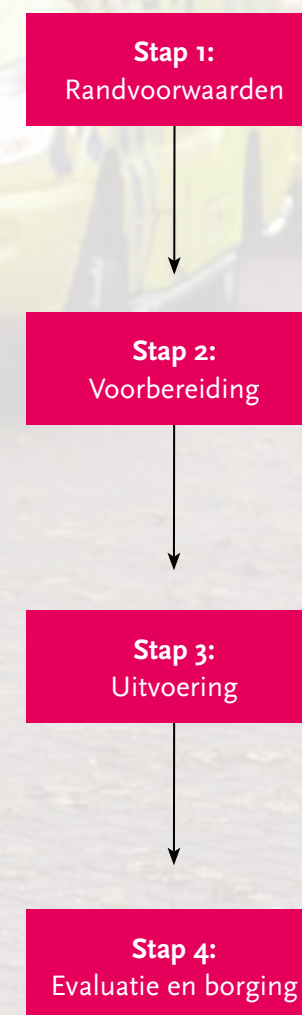 Stap 1:
Randvoorwaarden
Stap 2:
Voorbereiding
Stap 3:
Uitvoering
Stap 4:
Evaluatie en borging